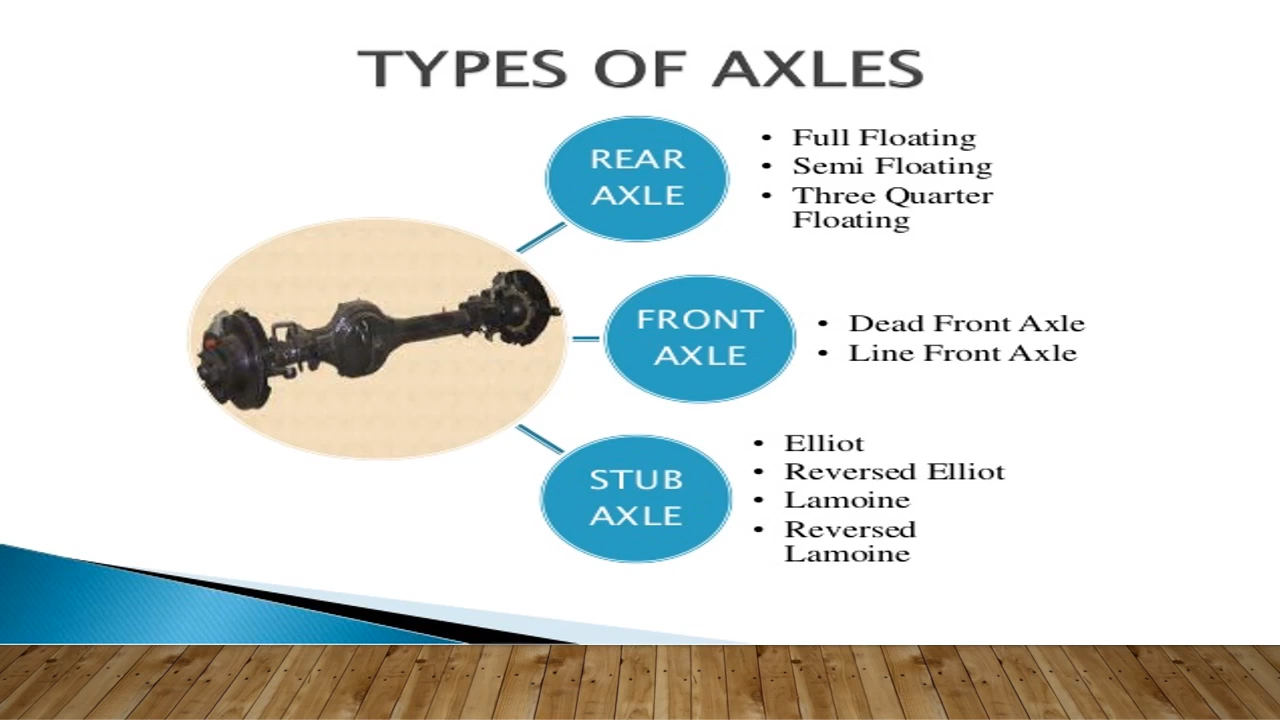 TYPES OF AXLES
REAR
AXLE
• Full Floating
• Semi Floating
• Three Quarter
Floating
FRONT
AXLE
• Dead Front Axle
• Line Front Axle
STUB
AXLE
• Elliot
• Reversed Elliot
• Lamoine
• Reversed
Lamoine